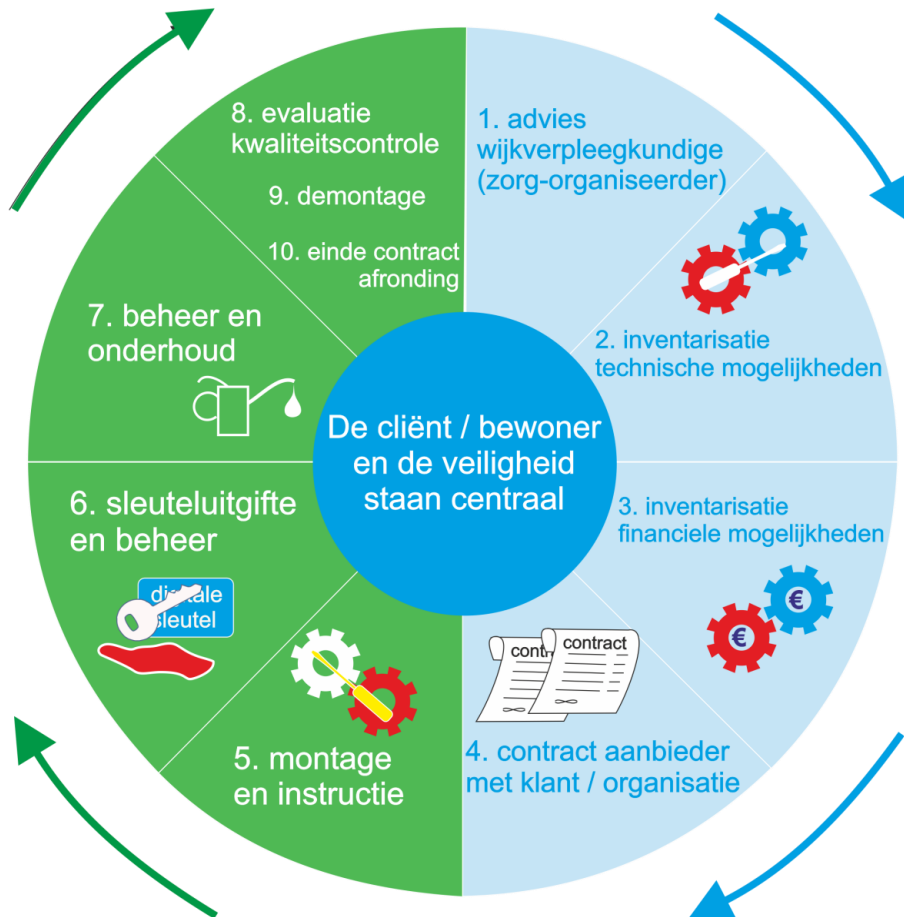 1. advies
wijkverpleegkundige
(zorg-organiseerder)
2. inventarisatie
technische mogelijkheden
3. inventarisatie
financiele mogelijkheden
€
€
contract
4. contract aanbieder
met klant / organisatie
5. montage
en instructie
6. sleuteluitgifte
en beheer
digitale
sleutel
7. beheer en
onderhoud
8. evaluatie
kwaliteitscontrole
9. demontage
10. einde contract
afronding
De cliënt / bewoner
en de veiligheid
staan centraal